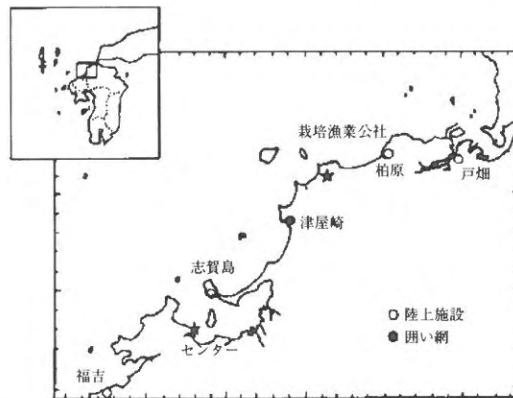 栽培漁業公社
柏原
戸畑
津屋崎
志賀島
○陸上施設
センター
●囲い網
福吉